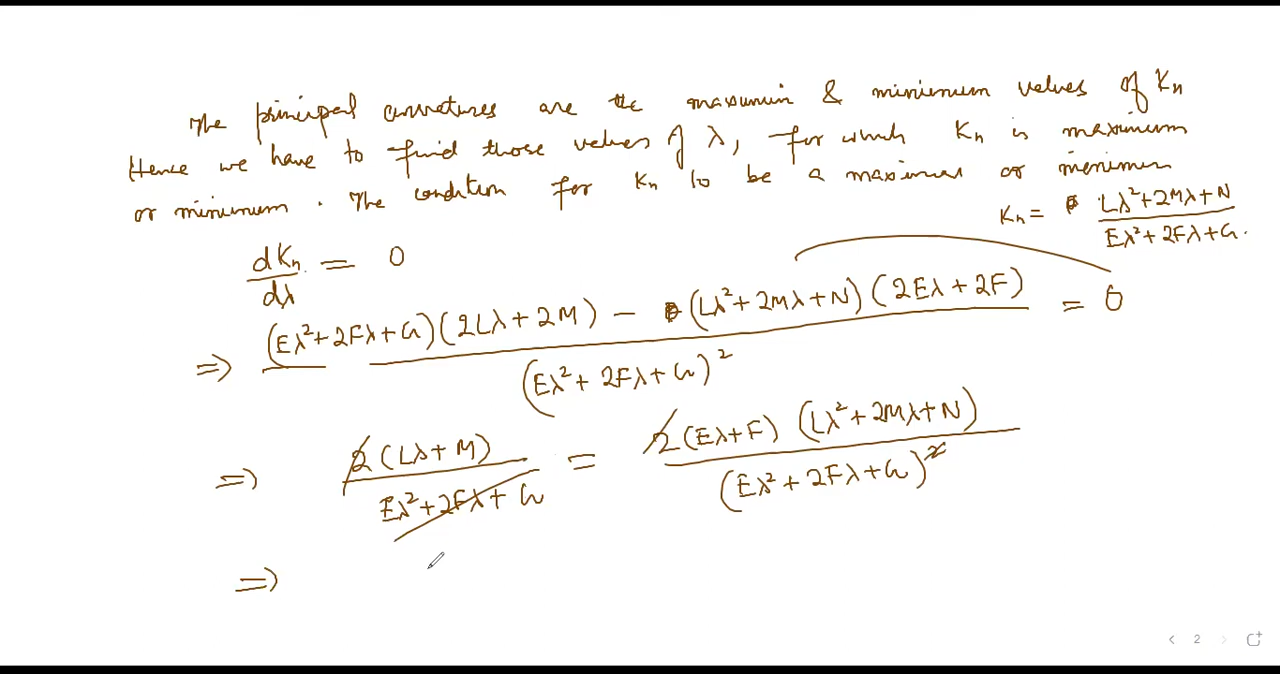 The principal curvatures are the maximum & minimum values of Kn
Hence we have to find those values of λ, for which Kn is maximum
or minimum. The condition for Kn to be a maximum or minimum
Kn = (Lλ² + 2Mλ + N) / (Eλ² + 2Fλ + G).
dKn / dλ = 0
=> (Eλ² + 2Fλ + G)(2Lλ + 2M) − (Lλ² + 2Mλ + N)(2Eλ + 2F) / (Eλ² + 2Fλ + G)² = 0
=> 2(Lλ + M) / Eλ² + 2Fλ + G = 2(Eλ + F)(Lλ² + 2Mλ + N) / (Eλ² + 2Fλ + G)²
=>
2